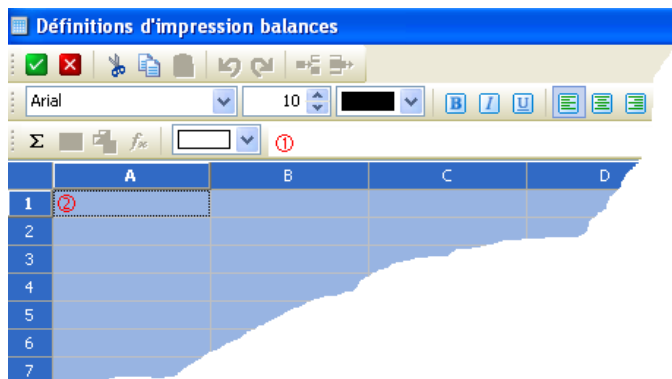 Définitions d'impression balances
Arial 10 B I U
Σ fx ①
A B C D
1 ②
2
3
4
5
6
7